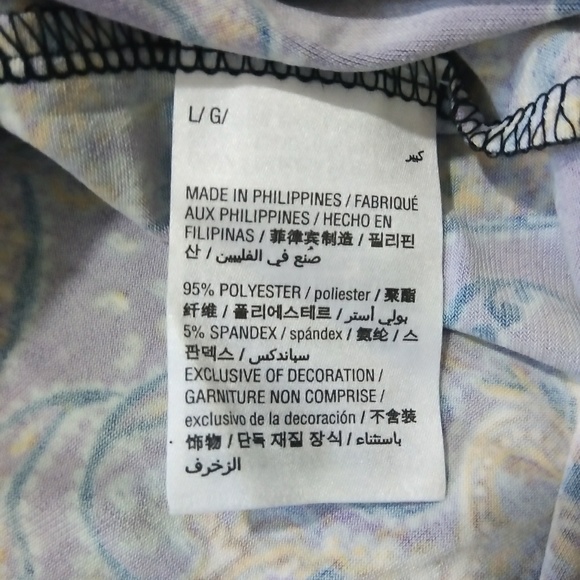 L/ G/
كبير
MADE IN PHILIPPINES / FABRIQUÉ
AUX PHILIPPINES / HECHO EN
FILIPINAS / 菲律宾制造 / 필리핀
산 / صُنع في الفليبين
95% POLYESTER / poliester / 聚酯
纤维 / 폴리에스테르 / بولي أستر
5% SPANDEX / spándex / 氨纶 / 스
판덱스 / سباندكس
EXCLUSIVE OF DECORATION /
GARNITURE NON COMPRISE /
exclusivo de la decoración / 不含装
饰物 / 단독 재질 장식 / باستثناء
الزخرف